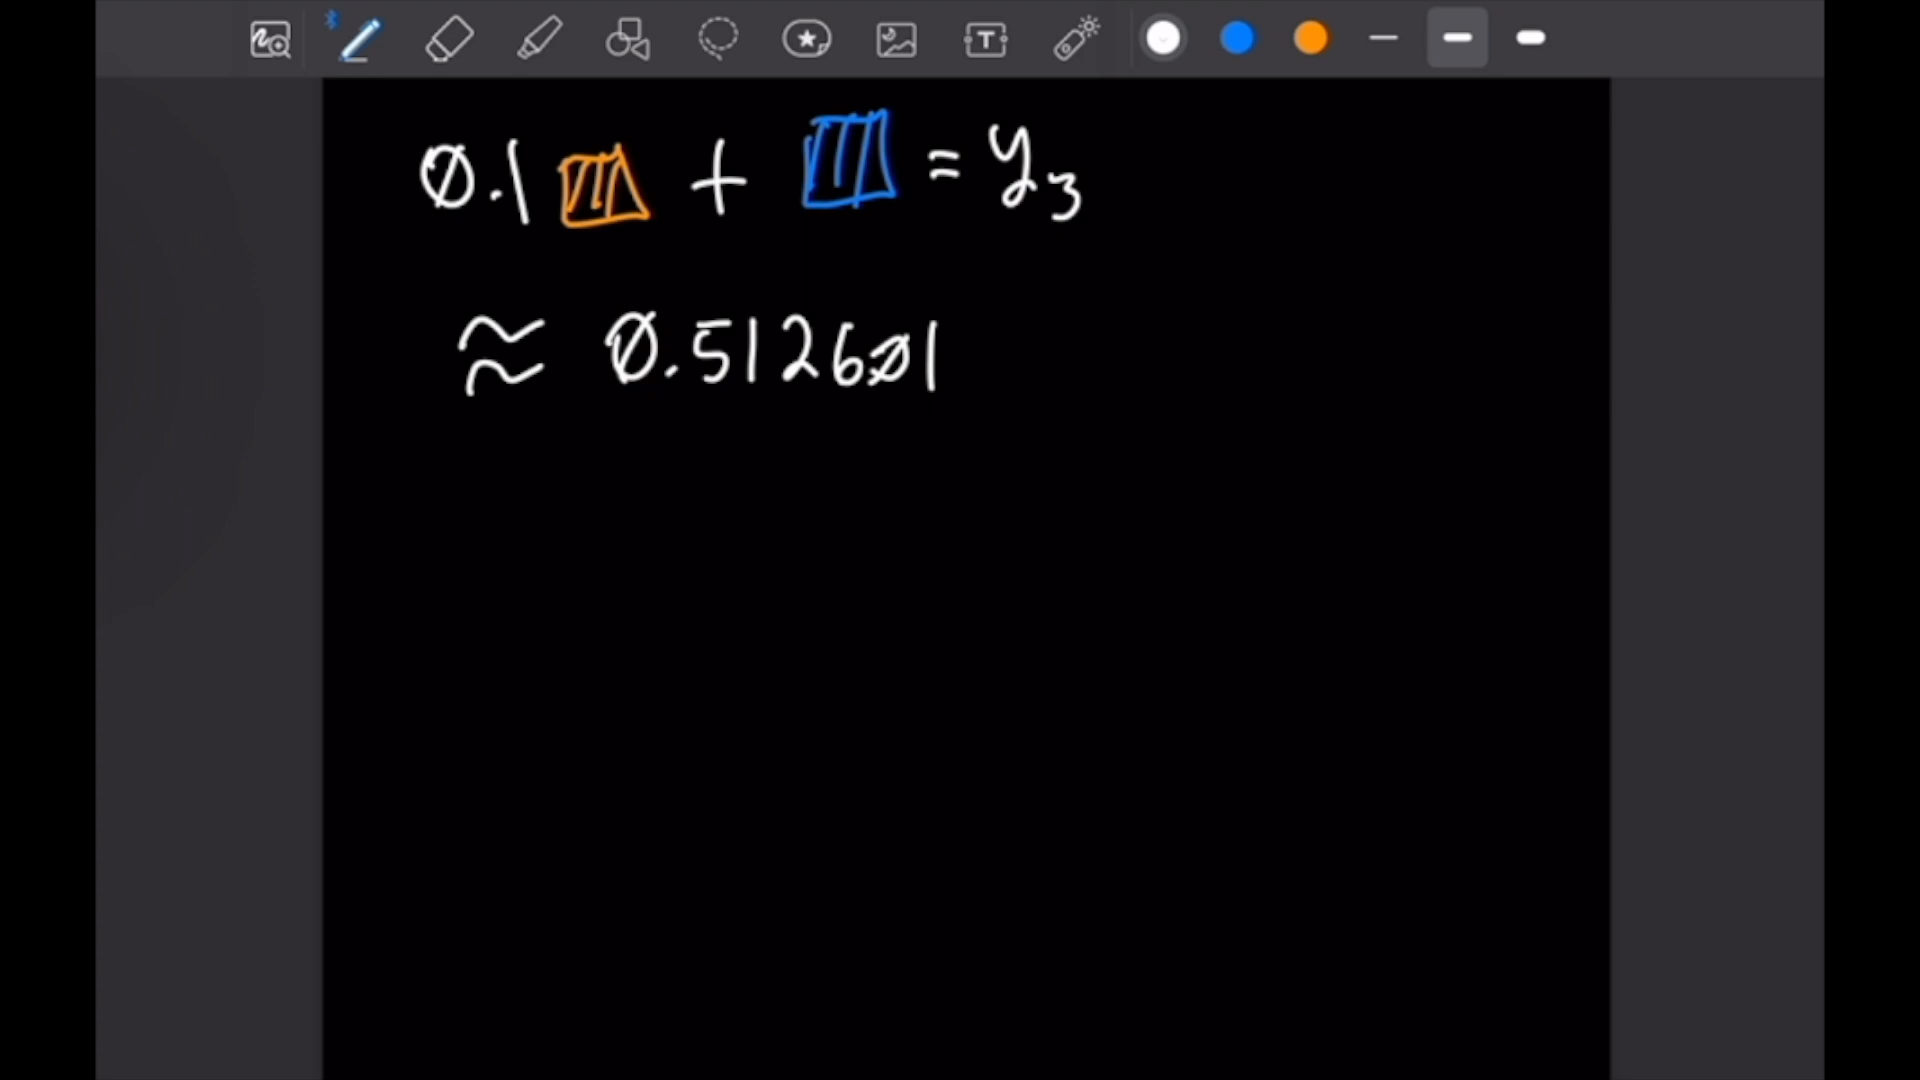 0.1 + = y₃
≈ 0.512601